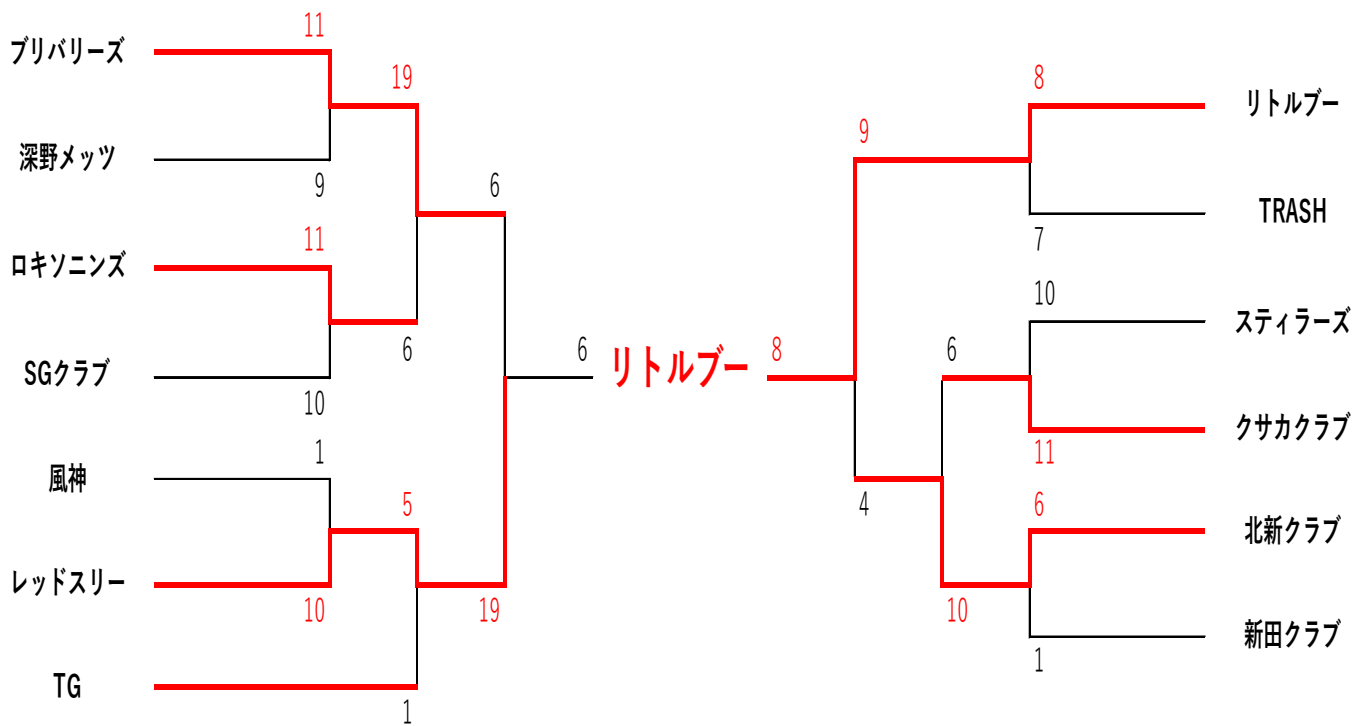 11
ブリバリーズ
19
深野メッツ
9
6
11
ロキソニンズ
6
SGクラブ
10
1
風神
5
レッドスリー
10
19
TG
1
6
リトルブー
8
8
リトルブー
9
TRASH
7
10
スティラーズ
6
クサカクラブ
11
4
6
北新クラブ
10
新田クラブ
1